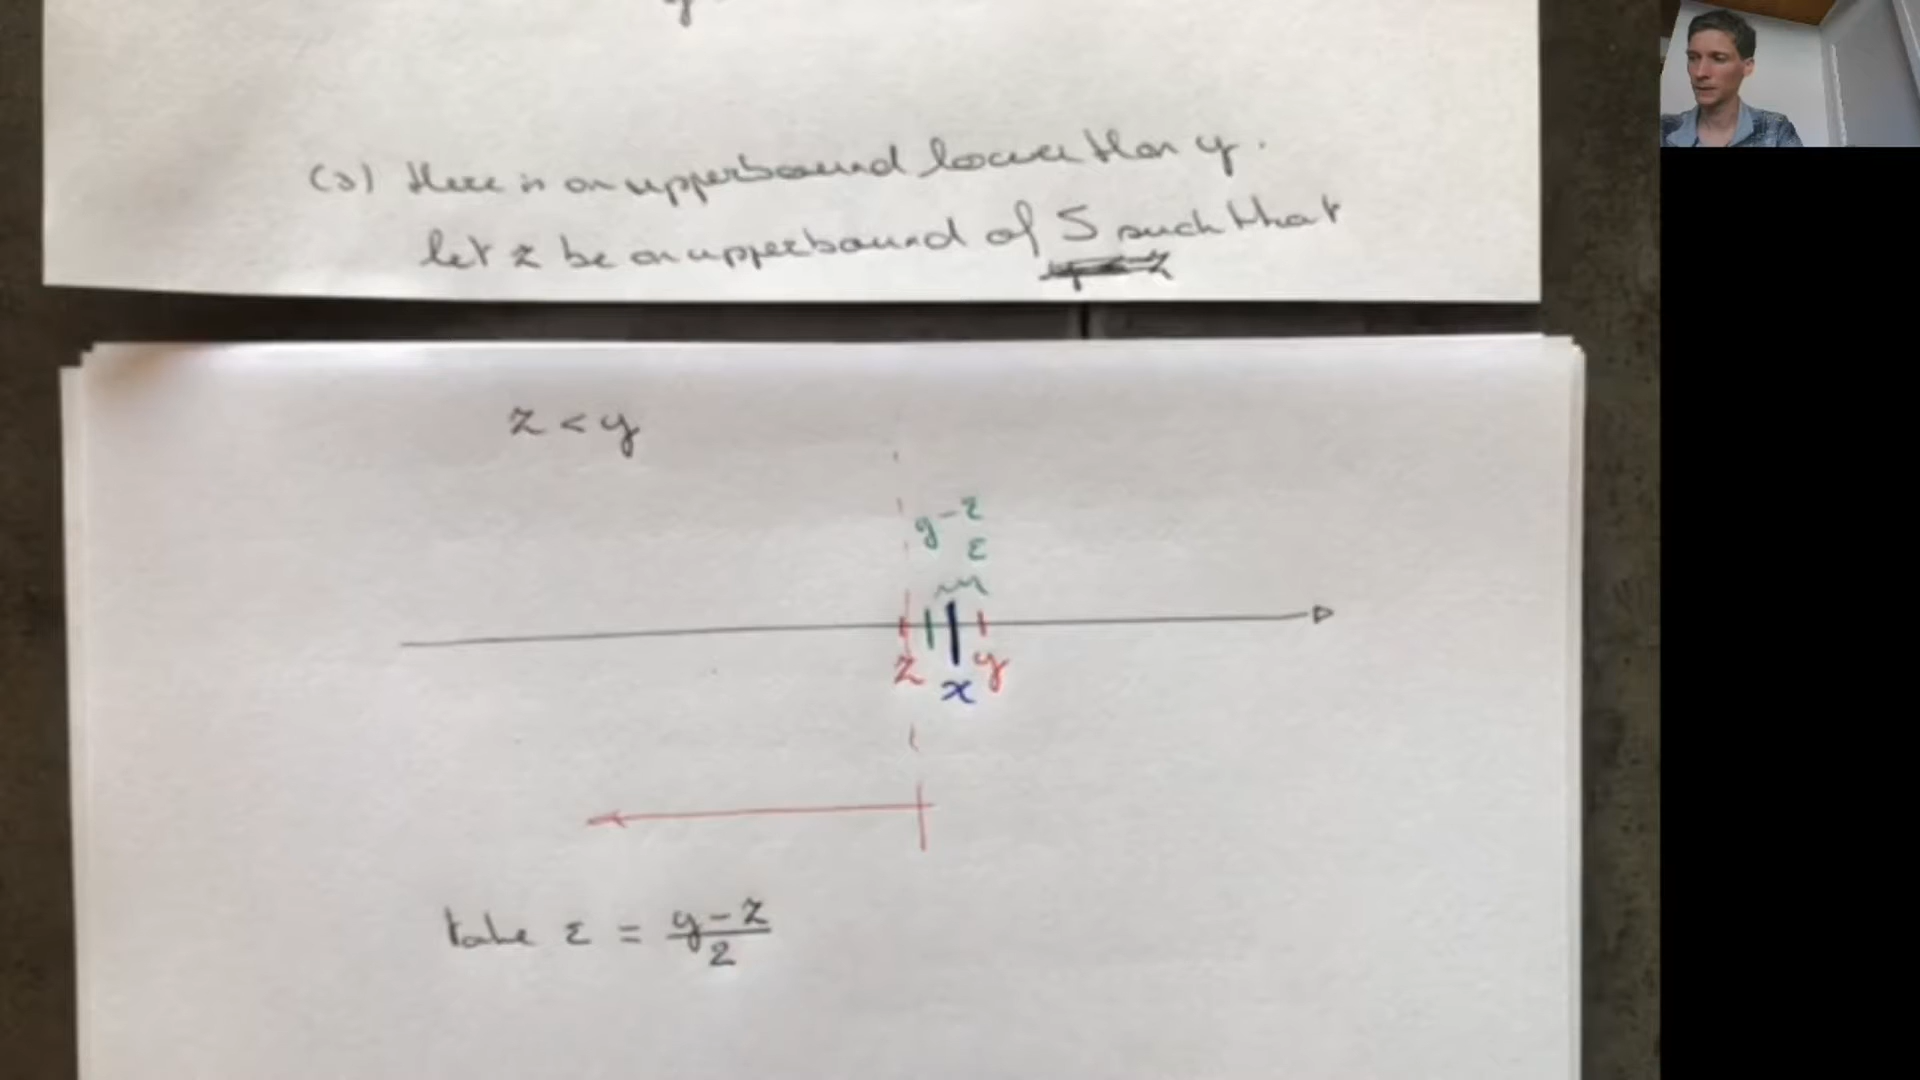 (3) there is an upperbound lower than y.
let z be an upperbound of S such that
z < y
y - z
ε
z
y
x
take ε = y - z / 2